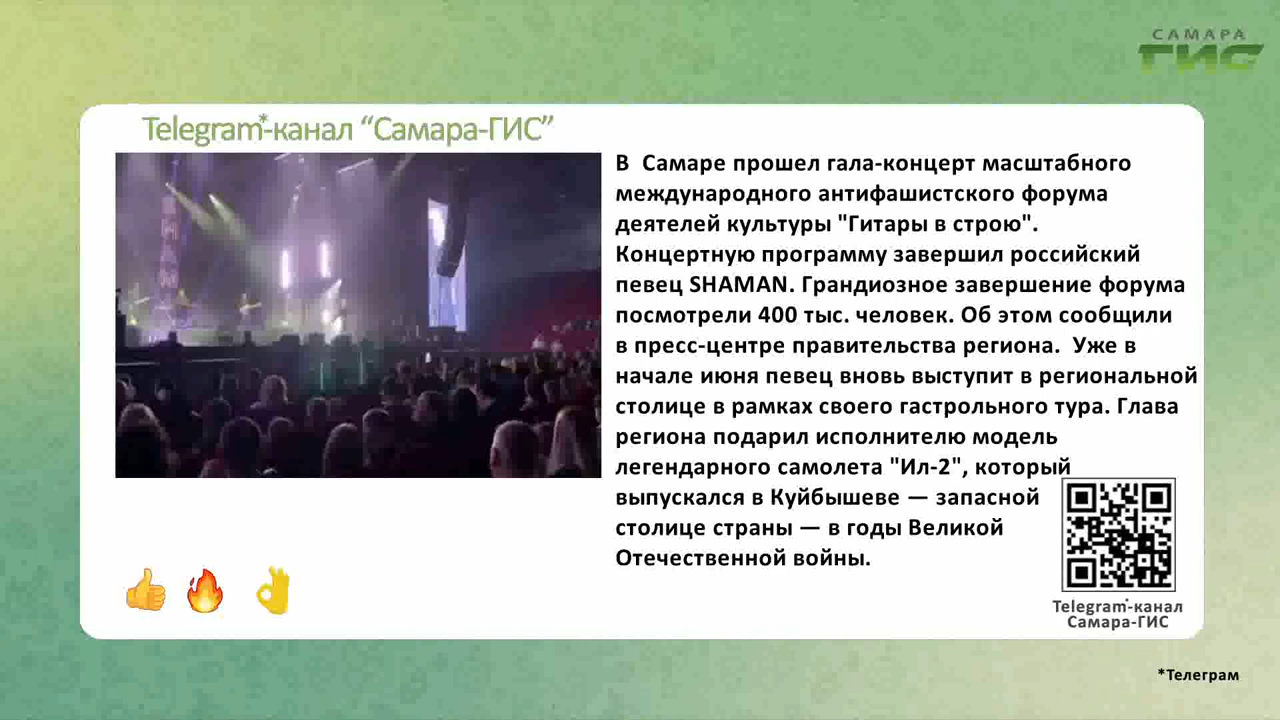 САМАРА
ГИС
Telegram*-канал “Самара-ГИС”
В Самаре прошел гала-концерт масштабного
международного антифашистского форума
деятелей культуры "Гитары в строю".
Концертную программу завершил российский
певец SHAMAN. Грандиозное завершение форума
посмотрели 400 тыс. человек. Об этом сообщили
в пресс-центре правительства региона. Уже в
начале июня певец вновь выступит в региональной
столице в рамках своего гастрольного тура. Глава
региона подарил исполнителю модель
легендарного самолета "Ил-2", который
выпускался в Куйбышеве — запасной
столице страны — в годы Великой
Отечественной войны.
Telegram*-канал
Самара-ГИС
*Телеграм